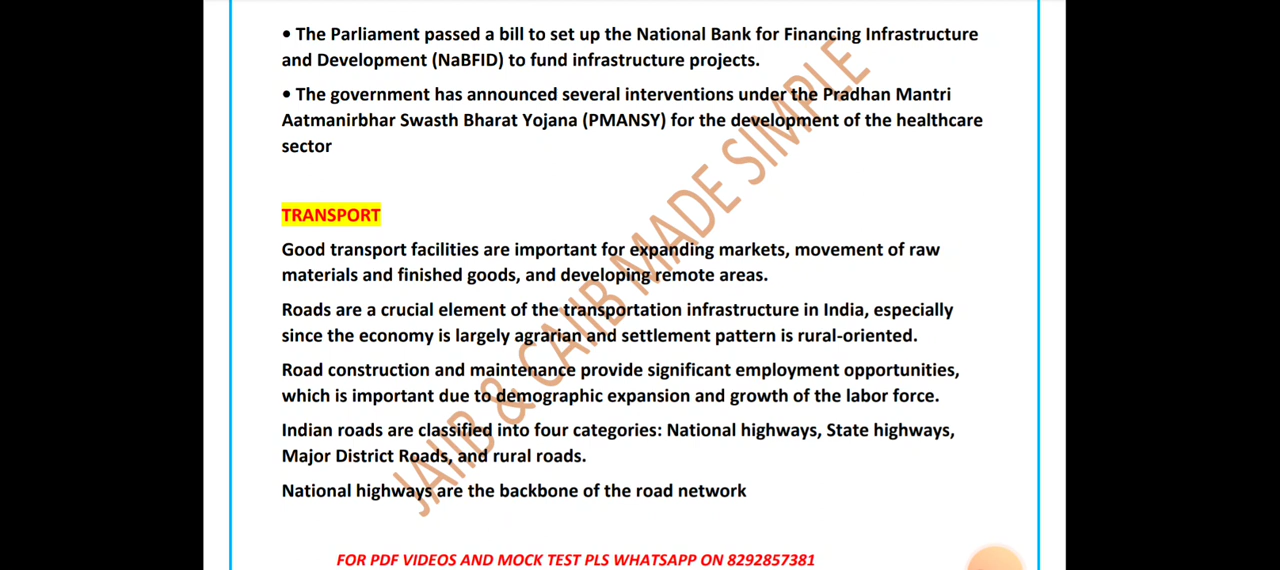 • The Parliament passed a bill to set up the National Bank for Financing Infrastructure
and Development (NaBFID) to fund infrastructure projects.
• The government has announced several interventions under the Pradhan Mantri
Aatmanirbhar Swasth Bharat Yojana (PMANSY) for the development of the healthcare
sector
TRANSPORT
Good transport facilities are important for expanding markets, movement of raw
materials and finished goods, and developing remote areas.
Roads are a crucial element of the transportation infrastructure in India, especially
since the economy is largely agrarian and settlement pattern is rural-oriented.
Road construction and maintenance provide significant employment opportunities,
which is important due to demographic expansion and growth of the labor force.
Indian roads are classified into four categories: National highways, State highways,
Major District Roads, and rural roads.
National highways are the backbone of the road network
JAIIB & CAIIB MADE SIMPLE
FOR PDF VIDEOS AND MOCK TEST PLS WHATSAPP ON 8292857381